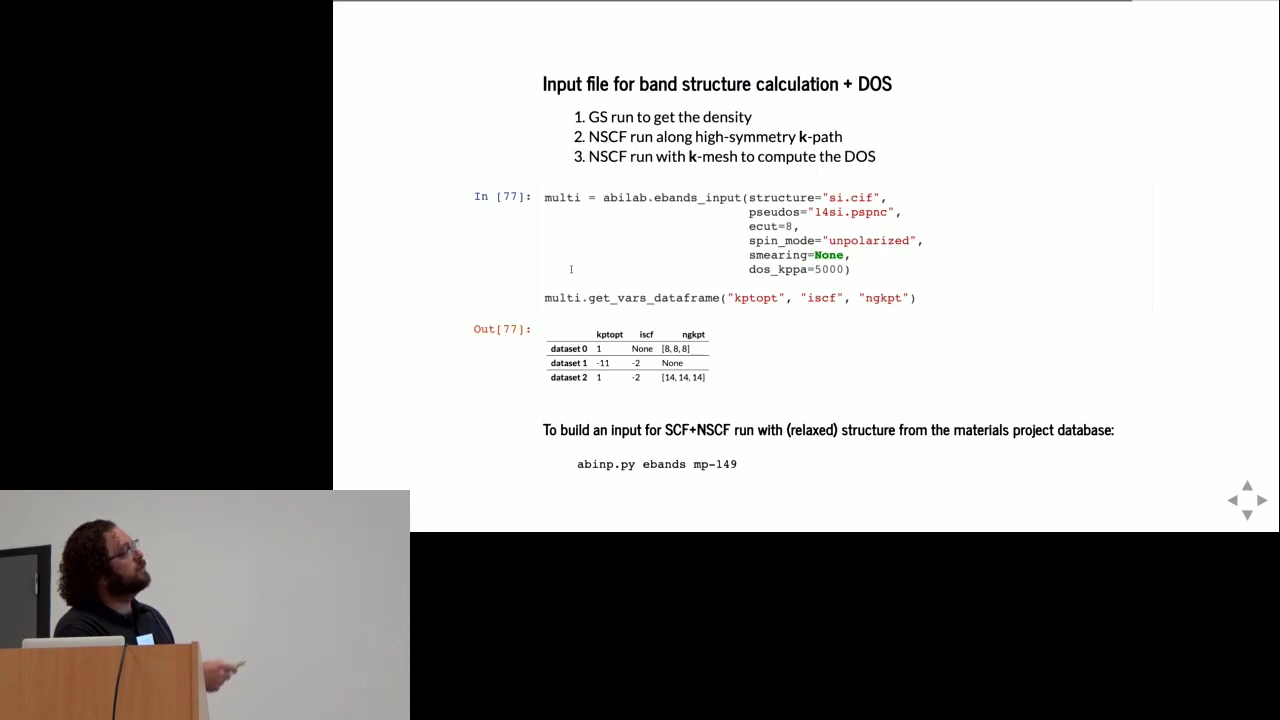 Input file for band structure calculation + DOS
1. GS run to get the density
2. NSCF run along high-symmetry k-path
3. NSCF run with k-mesh to compute the DOS
In [77]: multi = abilab.ebands_input(structure="si.cif",
pseudos="14si.pspnc",
ecut=8,
spin_mode="unpolarized",
smearing=None,
dos_kppa=5000)
multi.get_vars_dataframe("kptopt", "iscf", "ngkpt")
Out[77]:
kptopt iscf ngkpt
dataset 0 1 None [8, 8, 8]
dataset 1 -11 -2 None
dataset 2 1 -2 [14, 14, 14]
To build an input for SCF+NSCF run with (relaxed) structure from the materials project database:
abinp.py ebands mp-149